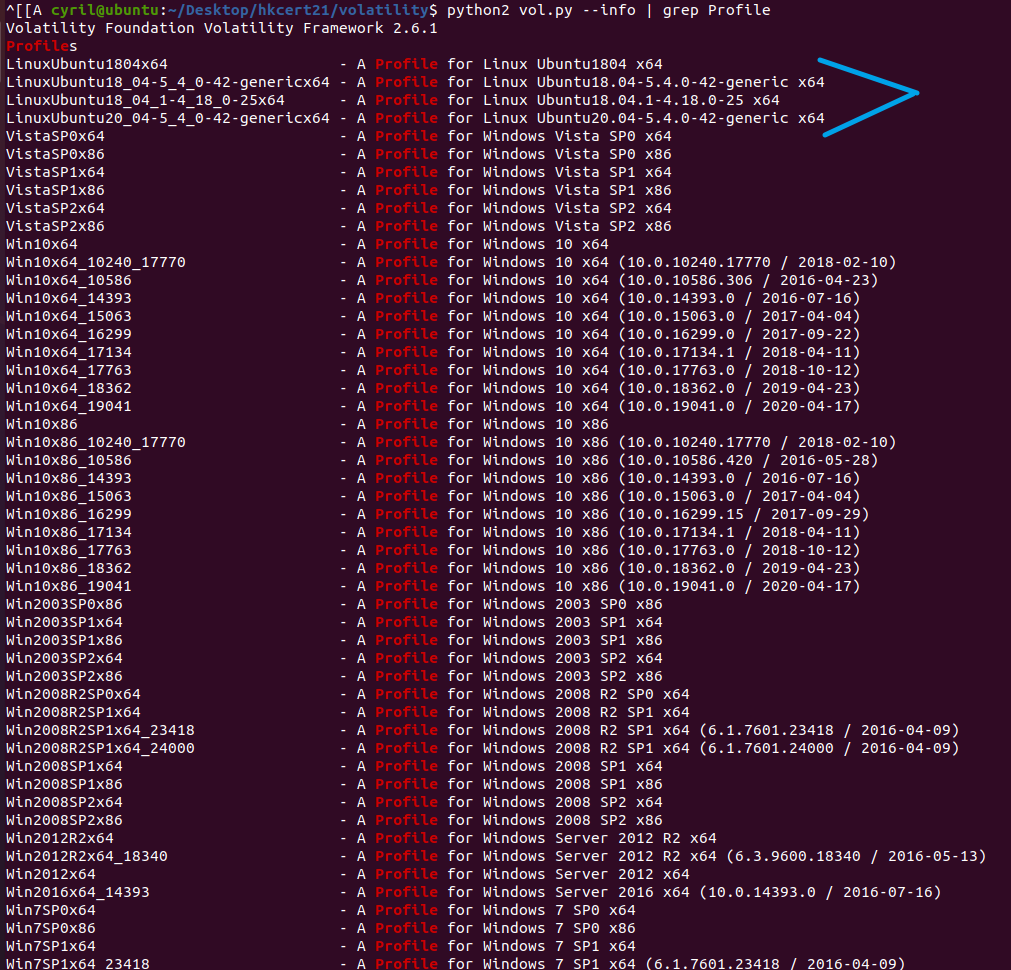 ^[[A cyril@ubuntu:~/Desktop/hkcert21/volatility$ python2 vol.py --info | grep Profile
Volatility Foundation Volatility Framework 2.6.1
Profiles
LinuxUbuntu1804x64 - A Profile for Linux Ubuntu1804 x64
LinuxUbuntu18_04-5_4_0-42-genericx64 - A Profile for Linux Ubuntu18.04-5.4.0-42-generic x64
LinuxUbuntu18_04_1-4_18_0-25x64 - A Profile for Linux Ubuntu18.04.1-4.18.0-25 x64
LinuxUbuntu20_04-5_4_0-42-genericx64 - A Profile for Linux Ubuntu20.04-5.4.0-42-generic x64
VistaSP0x64 - A Profile for Windows Vista SP0 x64
VistaSP0x86 - A Profile for Windows Vista SP0 x86
VistaSP1x64 - A Profile for Windows Vista SP1 x64
VistaSP1x86 - A Profile for Windows Vista SP1 x86
VistaSP2x64 - A Profile for Windows Vista SP2 x64
VistaSP2x86 - A Profile for Windows Vista SP2 x86
Win10x64 - A Profile for Windows 10 x64
Win10x64_10240_17770 - A Profile for Windows 10 x64 (10.0.10240.17770 / 2018-02-10)
Win10x64_10586 - A Profile for Windows 10 x64 (10.0.10586.306 / 2016-04-23)
Win10x64_14393 - A Profile for Windows 10 x64 (10.0.14393.0 / 2016-07-16)
Win10x64_15063 - A Profile for Windows 10 x64 (10.0.15063.0 / 2017-04-04)
Win10x64_16299 - A Profile for Windows 10 x64 (10.0.16299.0 / 2017-09-22)
Win10x64_17134 - A Profile for Windows 10 x64 (10.0.17134.1 / 2018-04-11)
Win10x64_17763 - A Profile for Windows 10 x64 (10.0.17763.0 / 2018-10-12)
Win10x64_18362 - A Profile for Windows 10 x64 (10.0.18362.0 / 2019-04-23)
Win10x64_19041 - A Profile for Windows 10 x64 (10.0.19041.0 / 2020-04-17)
Win10x86 - A Profile for Windows 10 x86
Win10x86_10240_17770 - A Profile for Windows 10 x86 (10.0.10240.17770 / 2018-02-10)
Win10x86_10586 - A Profile for Windows 10 x86 (10.0.10586.420 / 2016-05-28)
Win10x86_14393 - A Profile for Windows 10 x86 (10.0.14393.0 / 2016-07-16)
Win10x86_15063 - A Profile for Windows 10 x86 (10.0.15063.0 / 2017-04-04)
Win10x86_16299 - A Profile for Windows 10 x86 (10.0.16299.15 / 2017-09-29)
Win10x86_17134 - A Profile for Windows 10 x86 (10.0.17134.1 / 2018-04-11)
Win10x86_17763 - A Profile for Windows 10 x86 (10.0.17763.0 / 2018-10-12)
Win10x86_18362 - A Profile for Windows 10 x86 (10.0.18362.0 / 2019-04-23)
Win10x86_19041 - A Profile for Windows 10 x86 (10.0.19041.0 / 2020-04-17)
Win2003SP0x86 - A Profile for Windows 2003 SP0 x86
Win2003SP1x64 - A Profile for Windows 2003 SP1 x64
Win2003SP1x86 - A Profile for Windows 2003 SP1 x86
Win2003SP2x64 - A Profile for Windows 2003 SP2 x64
Win2003SP2x86 - A Profile for Windows 2003 SP2 x86
Win2008R2SP0x64 - A Profile for Windows 2008 R2 SP0 x64
Win2008R2SP1x64 - A Profile for Windows 2008 R2 SP1 x64
Win2008R2SP1x64_23418 - A Profile for Windows 2008 R2 SP1 x64 (6.1.7601.23418 / 2016-04-09)
Win2008R2SP1x64_24000 - A Profile for Windows 2008 R2 SP1 x64 (6.1.7601.24000 / 2016-04-09)
Win2008SP1x64 - A Profile for Windows 2008 SP1 x64
Win2008SP1x86 - A Profile for Windows 2008 SP1 x86
Win2008SP2x64 - A Profile for Windows 2008 SP2 x64
Win2008SP2x86 - A Profile for Windows 2008 SP2 x86
Win2012R2x64 - A Profile for Windows Server 2012 R2 x64
Win2012R2x64_18340 - A Profile for Windows Server 2012 R2 x64 (6.3.9600.18340 / 2016-05-13)
Win2012x64 - A Profile for Windows Server 2012 x64
Win2016x64_14393 - A Profile for Windows Server 2016 x64 (10.0.14393.0 / 2016-07-16)
Win7SP0x64 - A Profile for Windows 7 SP0 x64
Win7SP0x86 - A Profile for Windows 7 SP0 x86
Win7SP1x64 - A Profile for Windows 7 SP1 x64
Win7SP1x64_23418 - A Profile for Windows 7 SP1 x64 (6.1.7601.23418 / 2016-04-09)